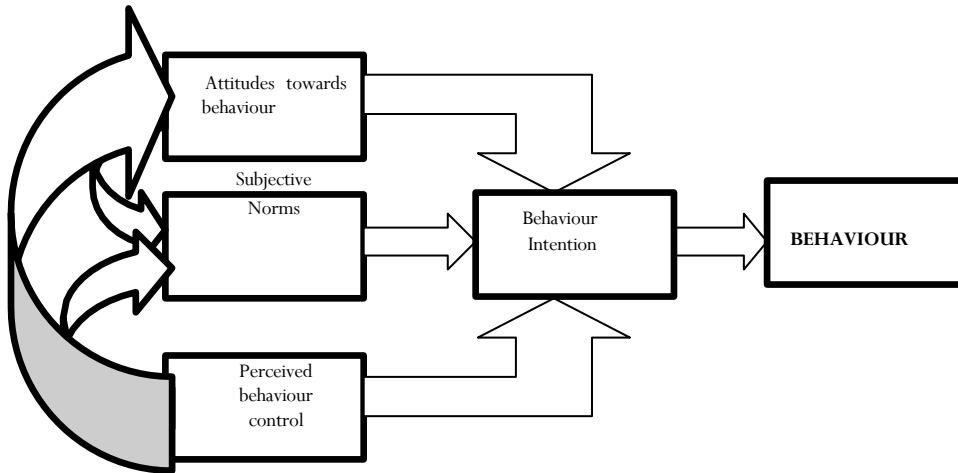 Attitudes towards
behaviour
Subjective
Norms
Perceived
behaviour
control
Behaviour
Intention
BEHAVIOUR